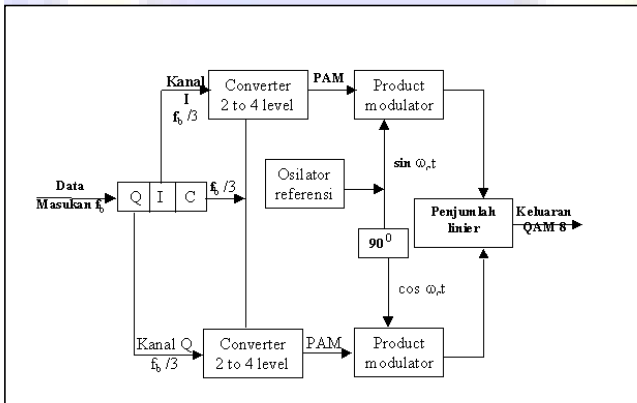 Kanal
I
f_b /3
Converter
2 to 4 level
PAM
Product
modulator
Data
Masukan f_b
Q I C
f_b /3
Osilator
referensi
sin ω_c t
90⁰
Penjumlah
linier
Keluaran
QAM 8
cos ω_c t
Kanal Q
f_b /3
Converter
2 to 4 level
PAM
Product
modulator